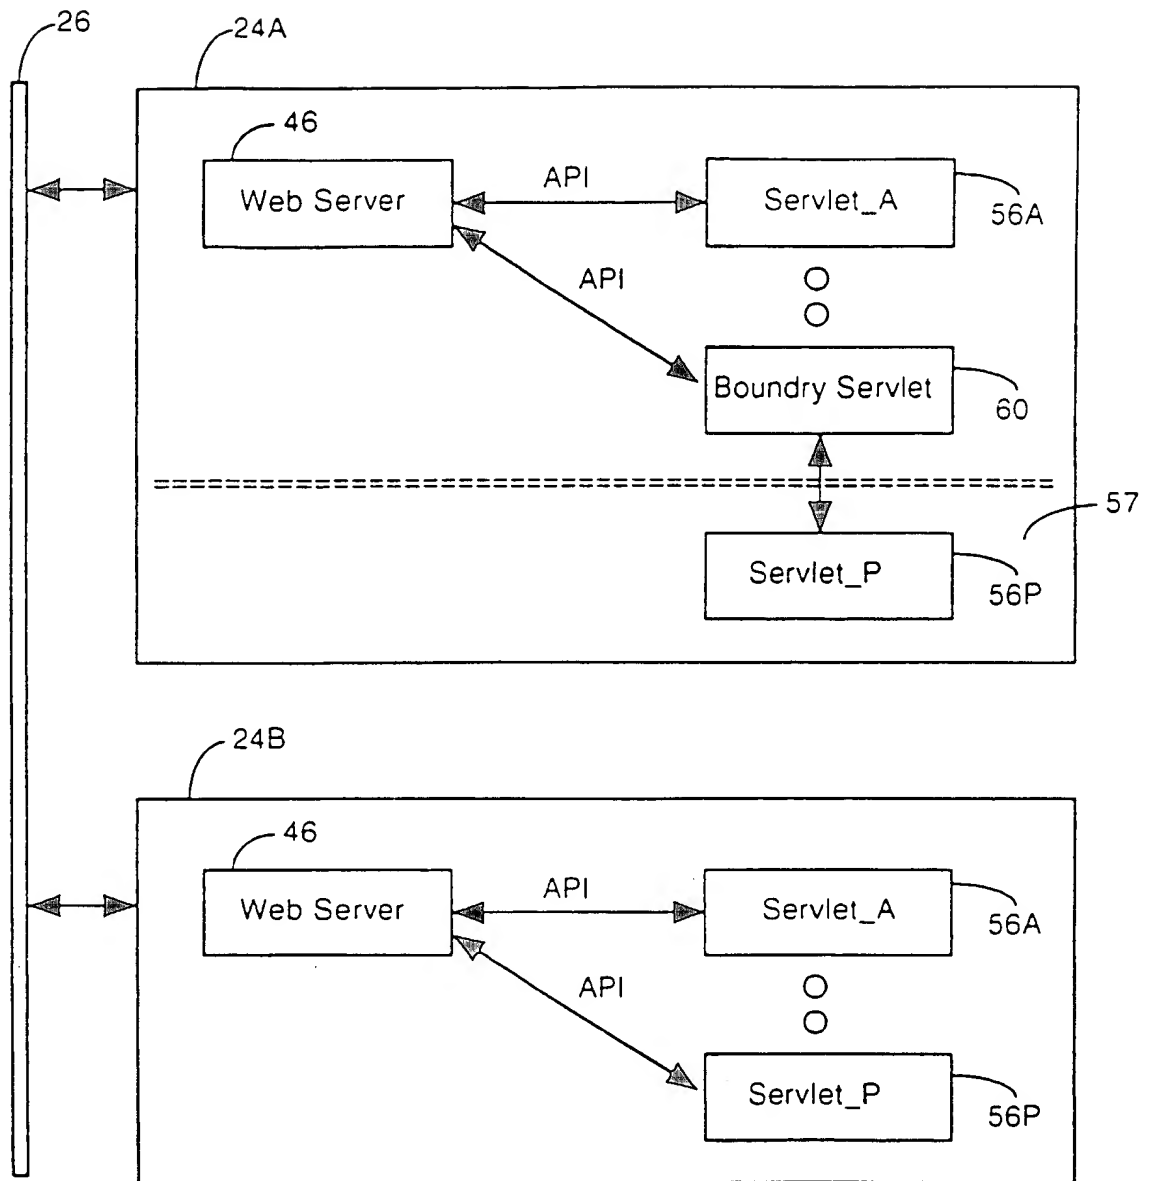 26
24A
46
Web Server
API
Servlet_A
56A
API
Boundry Servlet
60
57
Servlet_P
56P
24B
46
Web Server
API
Servlet_A
56A
API
Servlet_P
56P